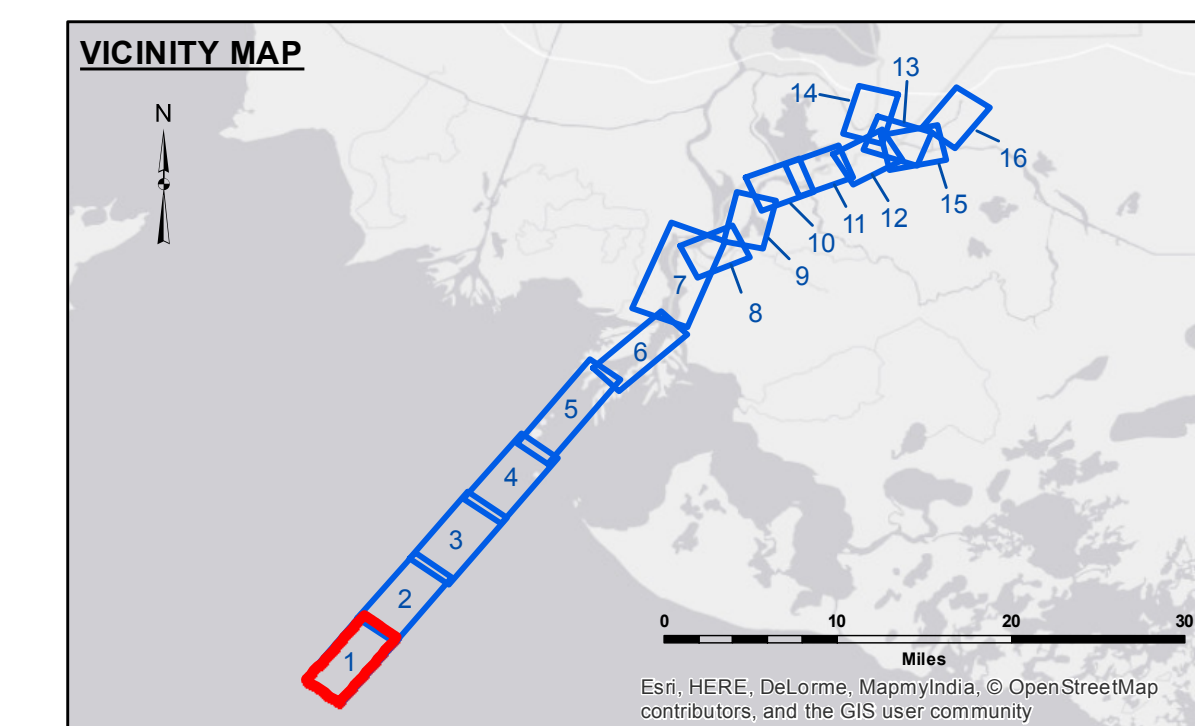 VICINITY MAP
N
13
14
16
15
12
11
10
9
8
7
6
5
4
3
2
1
0 10 20 30
Miles
Esri, HERE, DeLorme, MapmyIndia, © OpenStreetMap
contributors, and the GIS user community